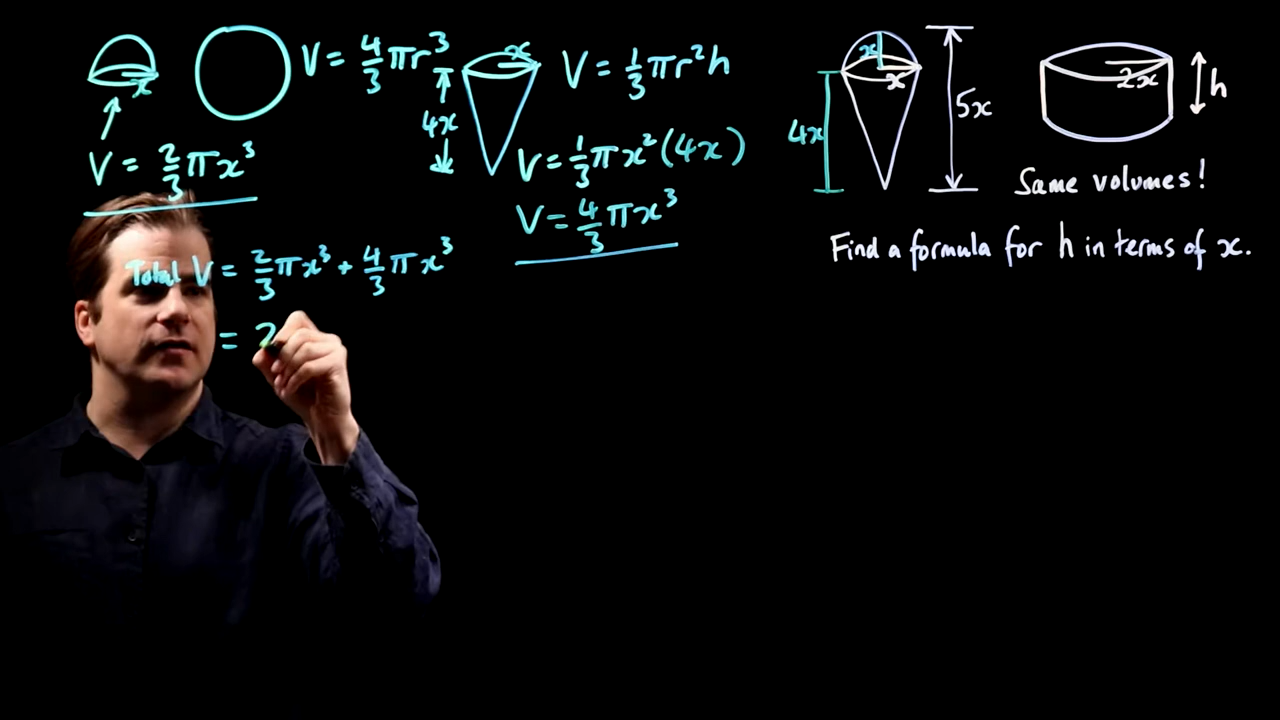 V = 4/3 πr³
x
V = 2/3 πx³
x
4x
V = 1/3 πr²h
V = 1/3 πx² (4x)
V = 4/3 πx³
Total V = 2/3 πx³ + 4/3 πx³
= 2
x
x
4x
5x
2x
h
Same volumes!
Find a formula for h in terms of x.